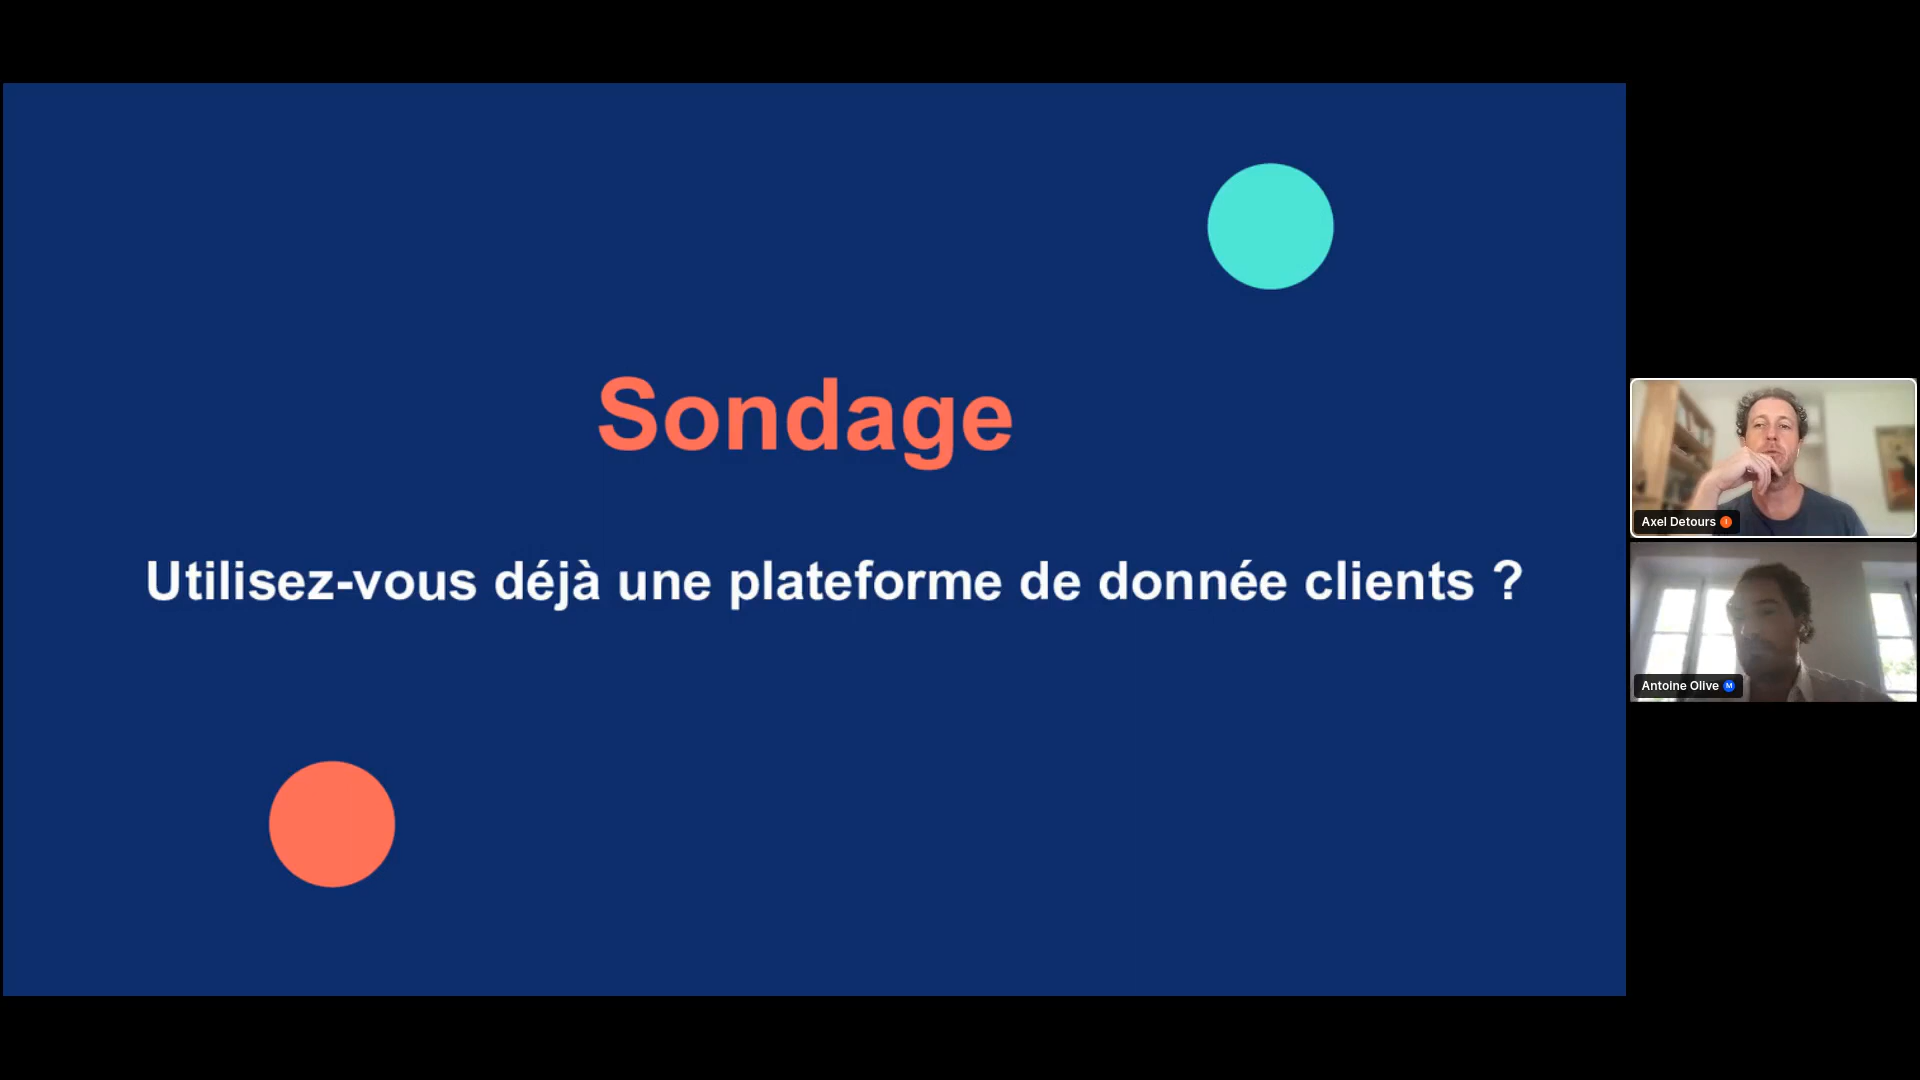 Sondage
Utilisez-vous déjà une plateforme de donnée clients ?
Axel Detours
Antoine Olive M